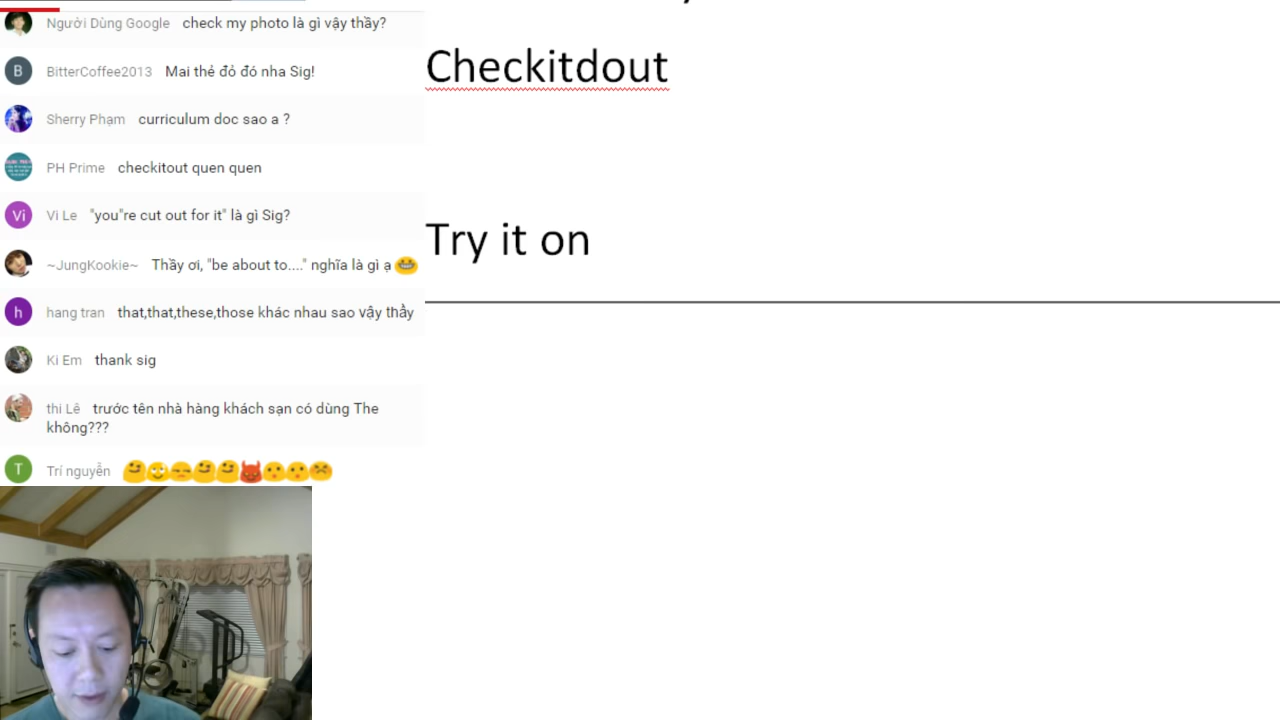 Người Dùng Google check my photo là gì vậy thầy?
BitterCoffee2013 Mai thẻ đỏ đó nha Sig!
Sherry Phạm curriculum doc sao a ?
PH Prime checkitout quen quen
Vi Le "you"re cut out for it" là gì Sig?
~JungKookie~ Thầy ơi, "be about to...." nghĩa là gì ạ
hang tran that,that,these,those khác nhau sao vậy thầy
Ki Em thank sig
thi Lê trước tên nhà hàng khách sạn có dùng The
không???
Trí nguyễn
B
Vi
h
T
Checkitdout
Try it on